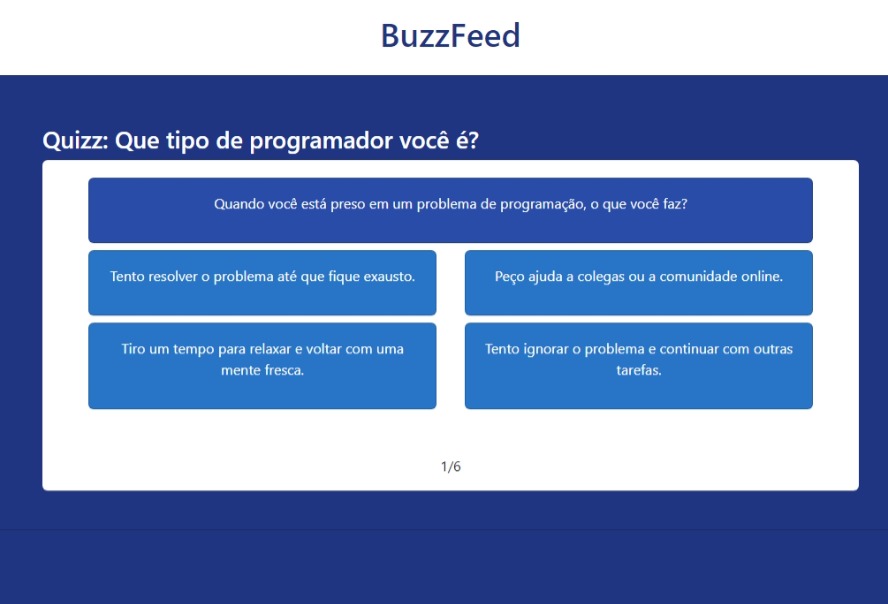 BuzzFeed
Quizz: Que tipo de programador você é?
Quando você está preso em um problema de programação, o que você faz?
Tento resolver o problema até que fique exausto.
Peço ajuda a colegas ou a comunidade online.
Tiro um tempo para relaxar e voltar com uma
mente fresca.
Tento ignorar o problema e continuar com outras
tarefas.
1/6